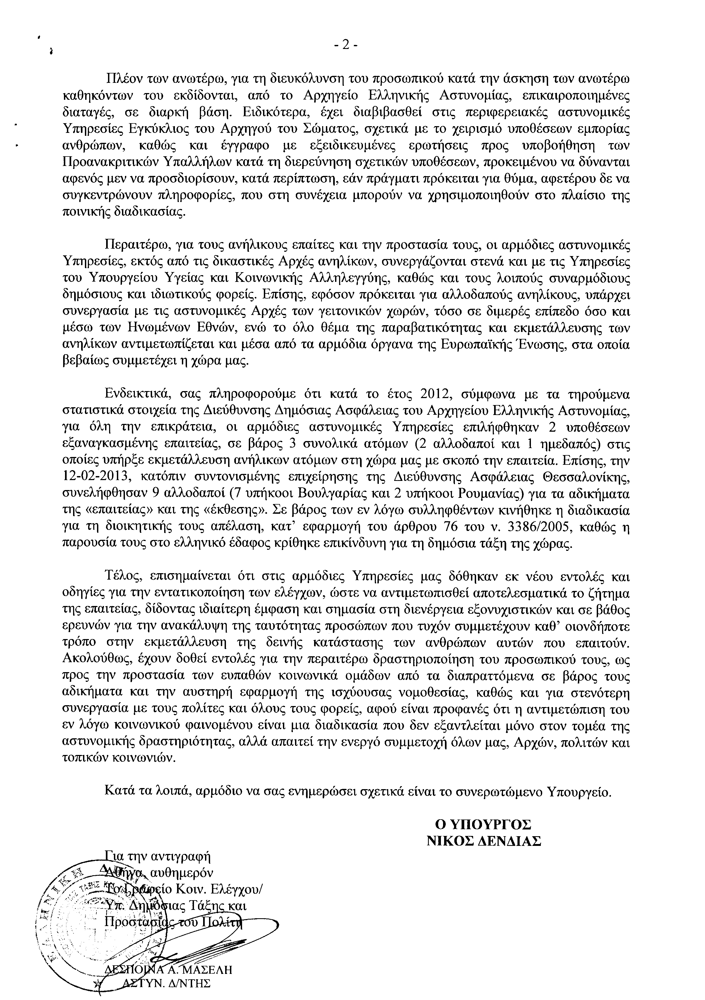 - 2 -
Πλέον των ανωτέρω, για τη διευκόλυνση του προσωπικού κατά την άσκηση των ανωτέρω
καθηκόντων του εκδίδονται, από το Αρχηγείο Ελληνικής Αστυνομίας, επικαιροποιημένες
διαταγές, σε διαρκή βάση. Ειδικότερα, έχει διαβιβασθεί στις περιφερειακές αστυνομικές
Υπηρεσίες Εγκύκλιος του Αρχηγού του Σώματος, σχετικά με το χειρισμό υποθέσεων εμπορίας
ανθρώπων, καθώς και έγγραφο με εξειδικευμένες ερωτήσεις προς υποβοήθηση των
Προανακριτικών Υπαλλήλων κατά τη διερεύνηση σχετικών υποθέσεων, προκειμένου να δύνανται
αφενός μεν να προσδιορίσουν, κατά περίπτωση, εάν πράγματι πρόκειται για θύμα, αφετέρου δε να
συγκεντρώνουν πληροφορίες, που στη συνέχεια μπορούν να χρησιμοποιηθούν στο πλαίσιο της
ποινικής διαδικασίας.
Περαιτέρω, για τους ανήλικους επαίτες και την προστασία τους, οι αρμόδιες αστυνομικές
Υπηρεσίες, εκτός από τις δικαστικές Αρχές ανηλίκων, συνεργάζονται στενά και με τις Υπηρεσίες
του Υπουργείου Υγείας και Κοινωνικής Αλληλεγγύης, καθώς και τους λοιπούς συναρμόδιους
δημόσιους και ιδιωτικούς φορείς. Επίσης, εφόσον πρόκειται για αλλοδαπούς ανηλίκους, υπάρχει
συνεργασία με τις αστυνομικές Αρχές των γειτονικών χωρών, τόσο σε διμερές επίπεδο όσο και
μέσω των Ηνωμένων Εθνών, ενώ το όλο θέμα της παραβατικότητας και εκμετάλλευσης των
ανηλίκων αντιμετωπίζεται και μέσα από τα αρμόδια όργανα της Ευρωπαϊκής Ένωσης, στα οποία
βεβαίως συμμετέχει η χώρα μας.
Ενδεικτικά, σας πληροφορούμε ότι κατά το έτος 2012, σύμφωνα με τα τηρούμενα
στατιστικά στοιχεία της Διεύθυνσης Δημόσιας Ασφάλειας του Αρχηγείου Ελληνικής Αστυνομίας,
για όλη την επικράτεια, οι αρμόδιες αστυνομικές Υπηρεσίες επιλήφθηκαν 2 υποθέσεων
εξαναγκασμένης επαιτείας, σε βάρος 3 συνολικά ατόμων (2 αλλοδαποί και 1 ημεδαπός) στις
οποίες υπήρξε εκμετάλλευση ανήλικων ατόμων στη χώρα μας με σκοπό την επαιτεία. Επίσης, την
12-02-2013, κατόπιν συντονισμένης επιχείρησης της Διεύθυνσης Ασφάλειας Θεσσαλονίκης,
συνελήφθησαν 9 αλλοδαποί (7 υπήκοοι Βουλγαρίας και 2 υπήκοοι Ρουμανίας) για τα αδικήματα
της «επαιτείας» και της «έκθεσης». Σε βάρος των εν λόγω συλληφθέντων κινήθηκε η διαδικασία
για τη διοικητικής τους απέλαση, κατ’ εφαρμογή του άρθρου 76 του ν. 3386/2005, καθώς η
παρουσία τους στο ελληνικό έδαφος κρίθηκε επικίνδυνη για τη δημόσια τάξη της χώρας.
Τέλος, επισημαίνεται ότι στις αρμόδιες Υπηρεσίες μας δόθηκαν εκ νέου εντολές και
οδηγίες για την εντατικοποίηση των ελέγχων, ώστε να αντιμετωπισθεί αποτελεσματικά το ζήτημα
της επαιτείας, δίδοντας ιδιαίτερη έμφαση και σημασία στη διενέργεια εξονυχιστικών και σε βάθος
ερευνών για την ανακάλυψη της ταυτότητας προσώπων που τυχόν συμμετέχουν καθ’ οιονδήποτε
τρόπο στην εκμετάλλευση της δεινής κατάστασης των ανθρώπων αυτών που επαιτούν.
Ακολούθως, έχουν δοθεί εντολές για την περαιτέρω δραστηριοποίηση του προσωπικού τους, ως
προς την προστασία των ευπαθών κοινωνικά ομάδων από τα διαπραττόμενα σε βάρος τους
αδικήματα και την αυστηρή εφαρμογή της ισχύουσας νομοθεσίας, καθώς και για στενότερη
συνεργασία με τους πολίτες και όλους τους φορείς, αφού είναι προφανές ότι η αντιμετώπιση του
εν λόγω κοινωνικού φαινομένου είναι μια διαδικασία που δεν εξαντλείται μόνο στον τομέα της
αστυνομικής δραστηριότητας, αλλά απαιτεί την ενεργό συμμετοχή όλων μας, Αρχών, πολιτών και
τοπικών κοινωνιών.
Κατά τα λοιπά, αρμόδιο να σας ενημερώσει σχετικά είναι το συνερωτώμενο Υπουργείο.
Ο ΥΠΟΥΡΓΟΣ
ΝΙΚΟΣ ΔΕΝΔΙΑΣ
Για την αντιγραφή
Αθήνα, αυθημερόν
Το Γραφείο Κοιν. Ελέγχου/
Υπ. Δημόσιας Τάξης και
Προστασίας του Πολίτη
ΕΛΛΗΝΙΚΗ
ΔΕΣΠΟΙΝΑ Α. ΜΑΣΕΛΗ
ΑΣΤΥΝ. Δ/ΝΤΗΣ